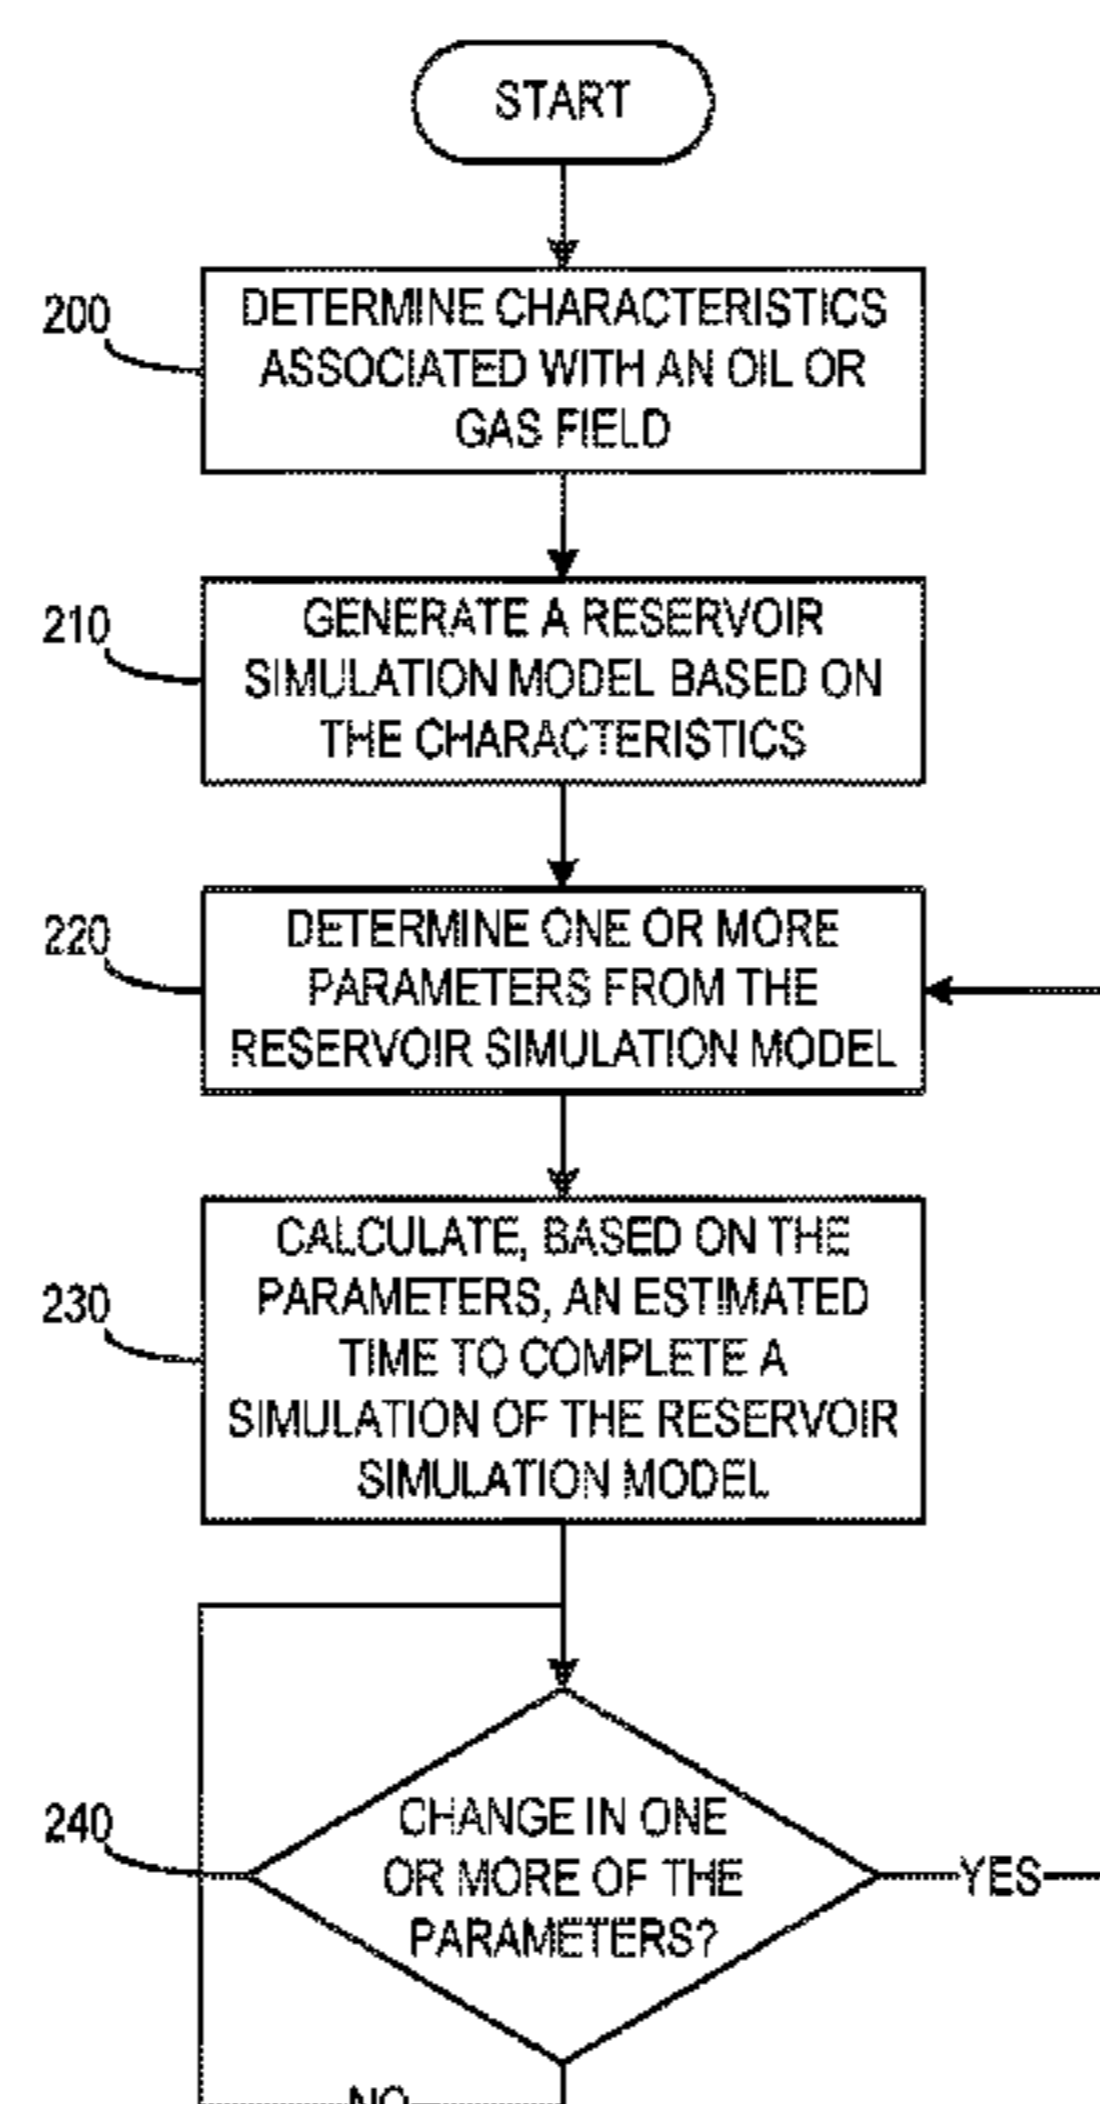 START
200
DETERMINE CHARACTERISTICS
ASSOCIATED WITH AN OIL OR
GAS FIELD
210
GENERATE A RESERVOIR
SIMULATION MODEL BASED ON
THE CHARACTERISTICS
220
DETERMINE ONE OR MORE
PARAMETERS FROM THE
RESERVOIR SIMULATION MODEL
230
CALCULATE, BASED ON THE
PARAMETERS, AN ESTIMATED
TIME TO COMPLETE A
SIMULATION OF THE RESERVOIR
SIMULATION MODEL
240
CHANGE IN ONE
OR MORE OF THE
PARAMETERS?
YES
NO